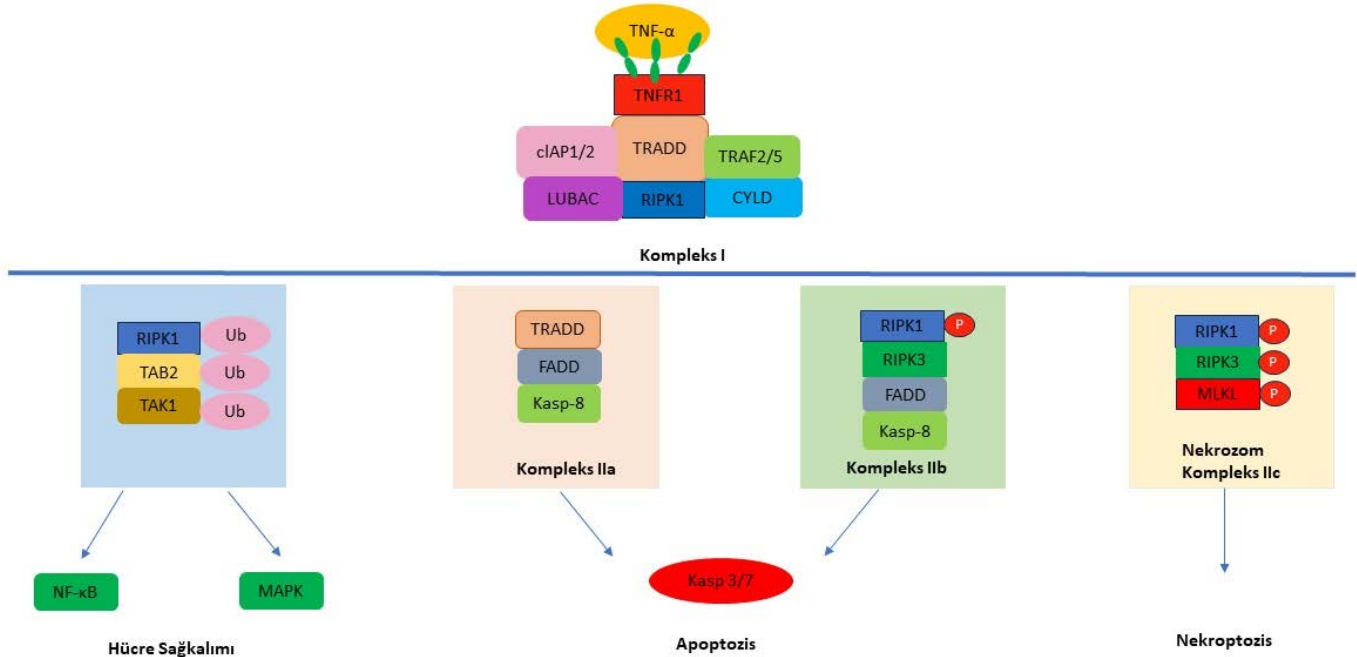 TNF-α
TNFR1
TRADD
cIAP1/2
TRAF2/5
LUBAC
RIPK1
CYLD
Kompleks I
RIPK1
Ub
TAB2
Ub
TAK1
Ub
TRADD
FADD
Kasp-8
Kompleks IIa
RIPK1
P
RIPK3
FADD
Kasp-8
Kompleks IIb
RIPK1
P
RIPK3
P
MLKL
P
Nekrozom
Kompleks IIc
NF-κB
MAPK
Kasp 3/7
Hücre Sağkalımı
Apoptozis
Nekroptozis